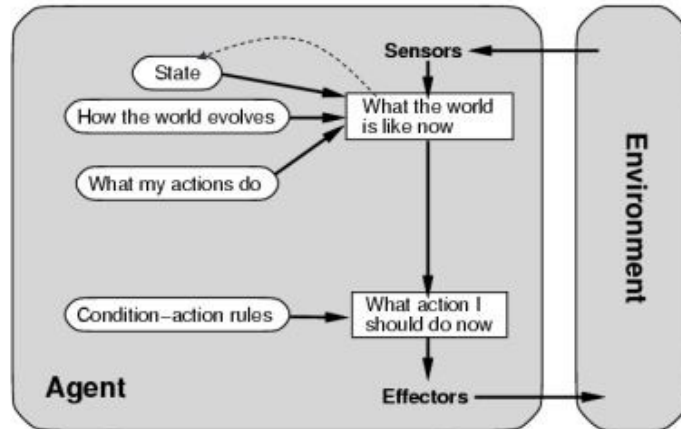 Sensors
State
What the world
is like now
How the world evolves
What my actions do
Environment
Condition−action rules
What action I
should do now
Agent
Effectors